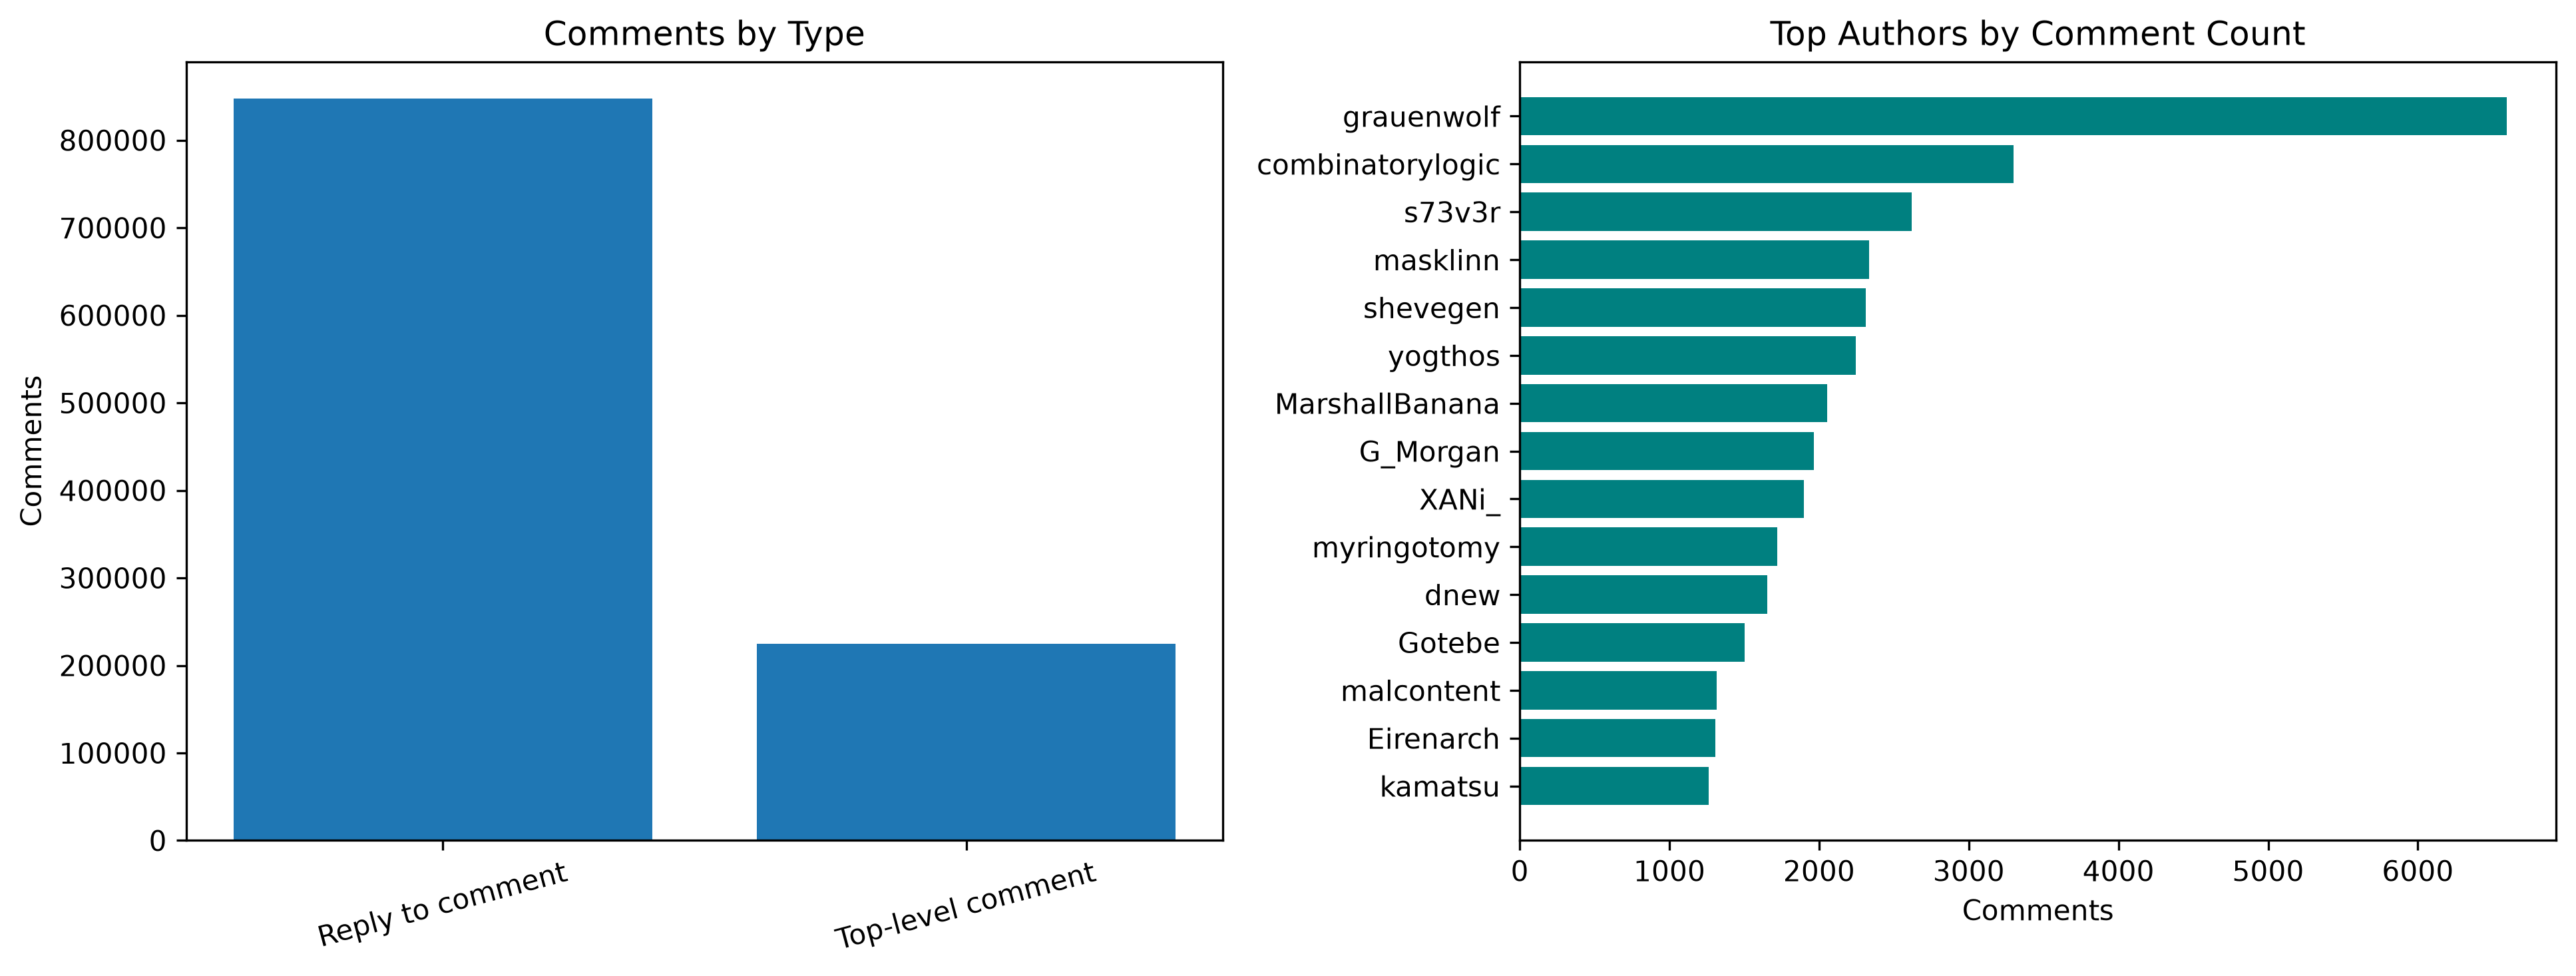 Comments by Type
Comments
800000
700000
600000
500000
400000
300000
200000
100000
0
Reply to comment
Top-level comment
Top Authors by Comment Count
grauenwolf
combinatorylogic
s73v3r
masklinn
shevegen
yogthos
MarshallBanana
G_Morgan
XANi_
myringotomy
dnew
Gotebe
malcontent
Eirenarch
kamatsu
0 1000 2000 3000 4000 5000 6000
Comments